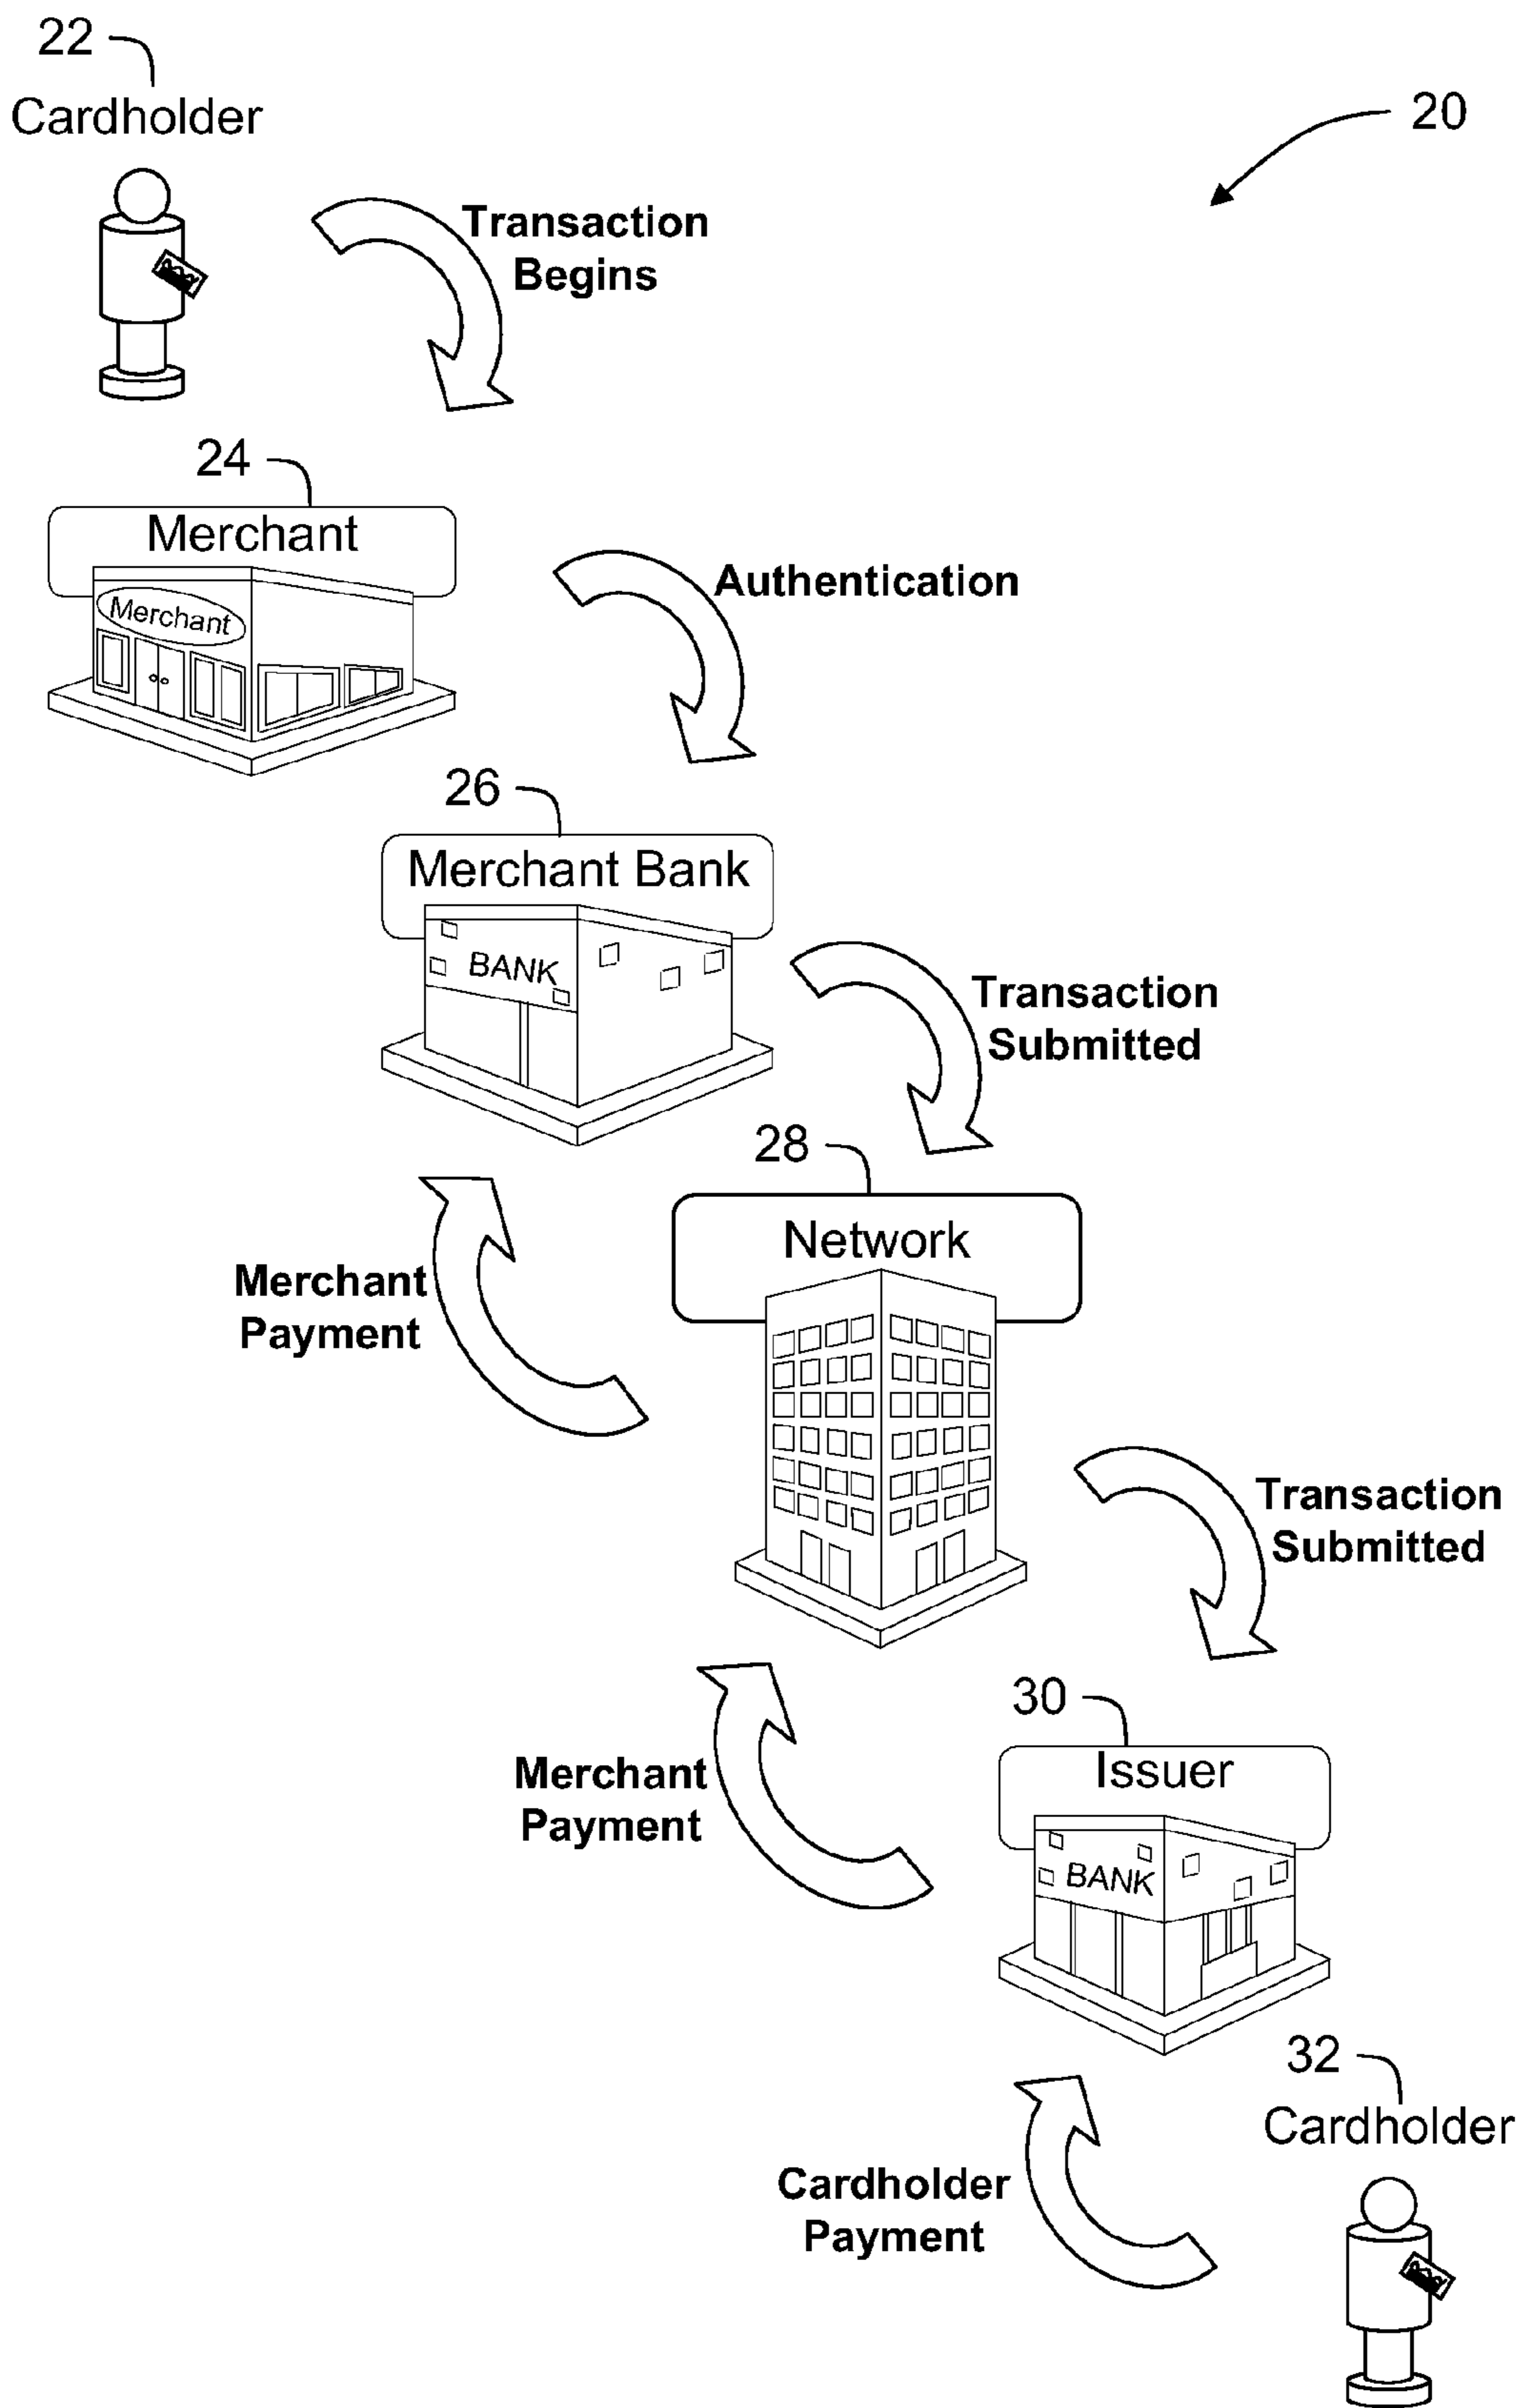 22
Cardholder
20
Transaction
Begins
24
Merchant
Merchant
Authentication
26
Merchant Bank
BANK
Transaction
Submitted
28
Network
Merchant
Payment
Transaction
Submitted
30
Issuer
BANK
Merchant
Payment
32
Cardholder
Cardholder
Payment